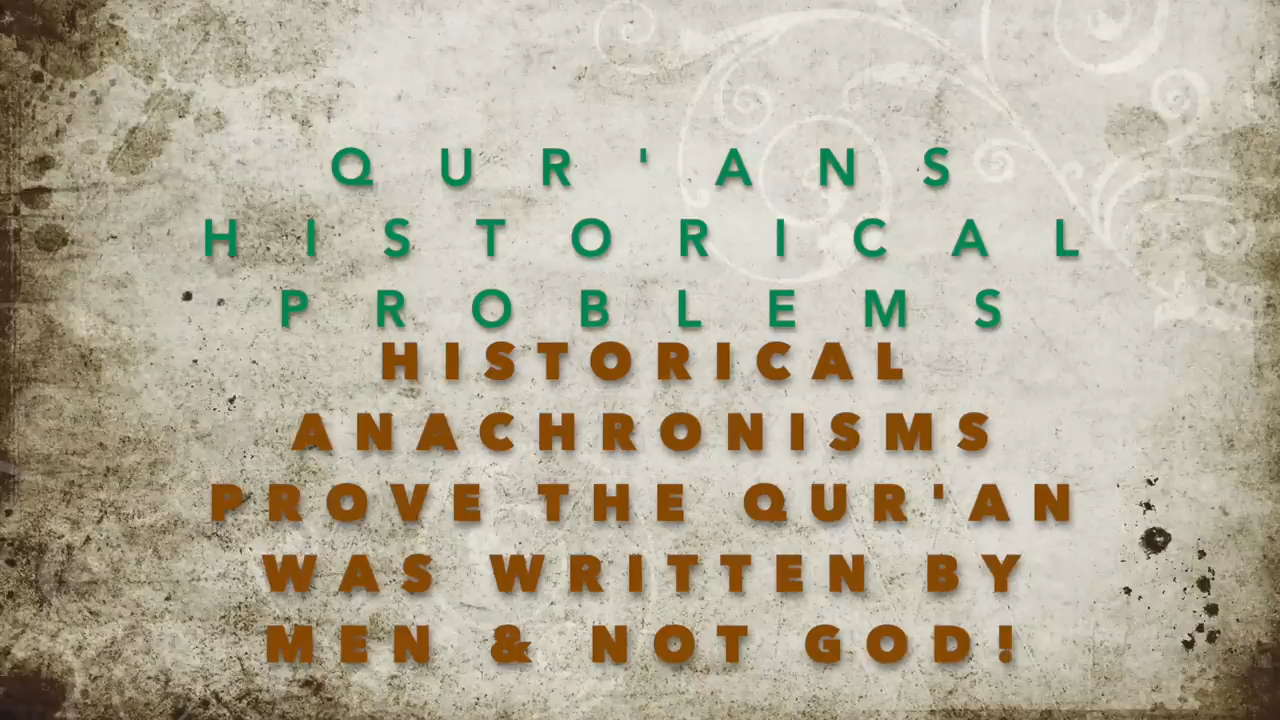 QUR'ANS
HISTORICAL
PROBLEMS
HISTORICAL
ANACHRONISMS
PROVE THE QUR'AN
WAS WRITTEN BY
MEN & NOT GOD!